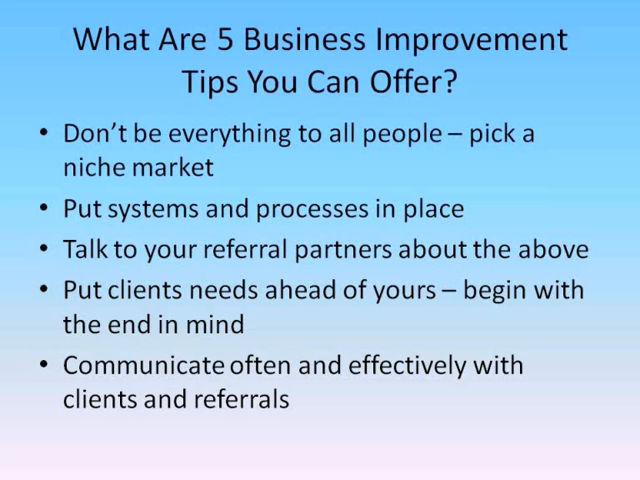 What Are 5 Business Improvement
Tips You Can Offer?
• Don’t be everything to all people – pick a
niche market
• Put systems and processes in place
• Talk to your referral partners about the above
• Put clients needs ahead of yours – begin with
the end in mind
• Communicate often and effectively with
clients and referrals